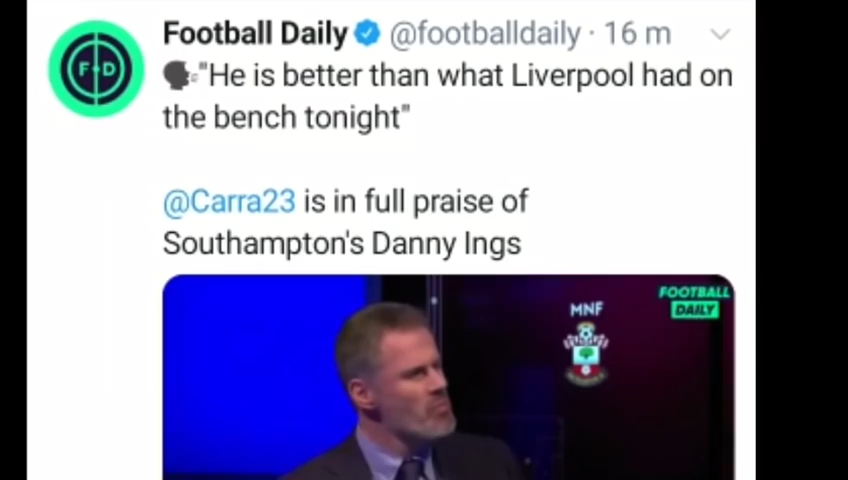 Football Daily @footballdaily · 16 m
"He is better than what Liverpool had on
the bench tonight"
@Carra23 is in full praise of
Southampton's Danny Ings
F D
MNF
FOOTBALL
DAILY